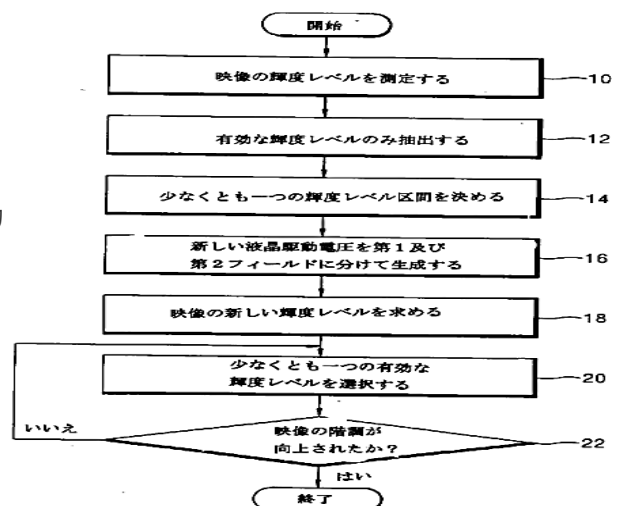 開始
映像の輝度レベルを測定する
10
有効な輝度レベルのみ抽出する
12
少なくとも一つの輝度レベル区間を決める
14
新しい液晶駆動電圧を第1及び
第2フィールドに分けて生成する
16
映像の新しい輝度レベルを求める
18
少なくとも一つの有効な
輝度レベルを選択する
20
いいえ
映像の階調が
向上されたか?
22
はい
終了